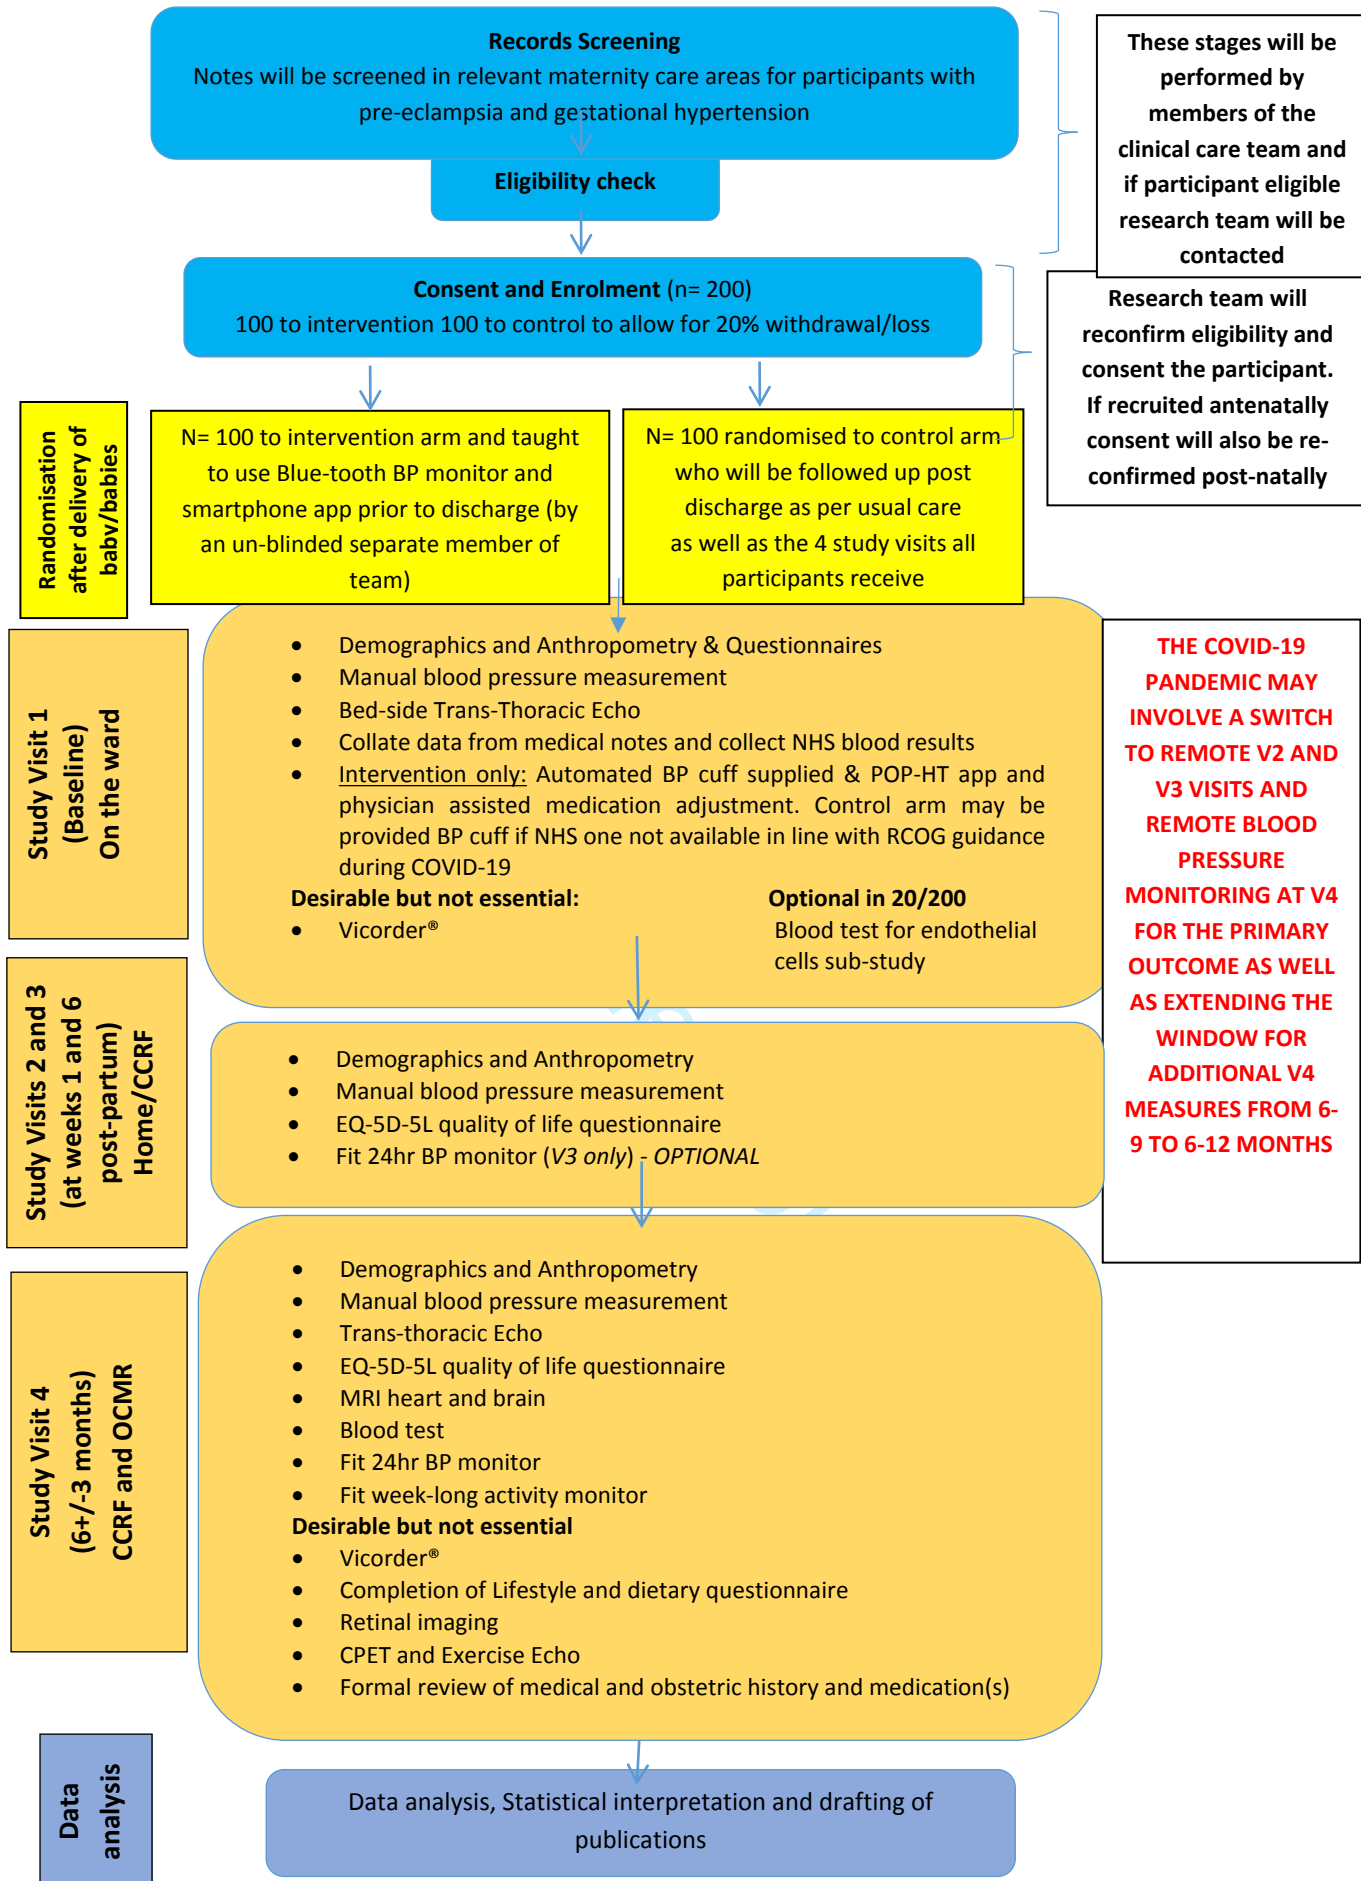 Records Screening
Notes will be screened in relevant maternity care areas for participants with
pre-eclampsia and gestational hypertension
Eligibility check
These stages will be
performed by
members of the
clinical care team and
if participant eligible
research team will be
contacted
Consent and Enrolment (n= 200)
100 to intervention 100 to control to allow for 20% withdrawal/loss
Research team will
reconfirm eligibility and
consent the participant.
If recruited antenatally
consent will also be re-
confirmed post-natally
Randomisation
after delivery of
baby/babies
N= 100 to intervention arm and taught
to use Blue-tooth BP monitor and
smartphone app prior to discharge (by
an un-blinded separate member of
team)
N= 100 randomised to control arm
who will be followed up post
discharge as per usual care
as well as the 4 study visits all
participants receive
Study Visit 1
(Baseline)
On the ward
• Demographics and Anthropometry & Questionnaires
• Manual blood pressure measurement
• Bed-side Trans-Thoracic Echo
• Collate data from medical notes and collect NHS blood results
• Intervention only: Automated BP cuff supplied & POP-HT app and
physician assisted medication adjustment. Control arm may be
provided BP cuff if NHS one not available in line with RCOG guidance
during COVID-19
Desirable but not essential:
• Vicorder®
Optional in 20/200
Blood test for endothelial
cells sub-study
THE COVID-19
PANDEMIC MAY
INVOLVE A SWITCH
TO REMOTE V2 AND
V3 VISITS AND
REMOTE BLOOD
PRESSURE
MONITORING AT V4
FOR THE PRIMARY
OUTCOME AS WELL
AS EXTENDING THE
WINDOW FOR
ADDITIONAL V4
MEASURES FROM 6-
9 TO 6-12 MONTHS
Study Visits 2 and 3
(at weeks 1 and 6
post-partum)
Home/CCRF
• Demographics and Anthropometry
• Manual blood pressure measurement
• EQ-5D-5L quality of life questionnaire
• Fit 24hr BP monitor (V3 only) - OPTIONAL
Study Visit 4
(6+/-3 months)
CCRF and OCMR
• Demographics and Anthropometry
• Manual blood pressure measurement
• Trans-thoracic Echo
• EQ-5D-5L quality of life questionnaire
• MRI heart and brain
• Blood test
• Fit 24hr BP monitor
• Fit week-long activity monitor
Desirable but not essential
• Vicorder®
• Completion of Lifestyle and dietary questionnaire
• Retinal imaging
• CPET and Exercise Echo
• Formal review of medical and obstetric history and medication(s)
Data
analysis
Data analysis, Statistical interpretation and drafting of
publications